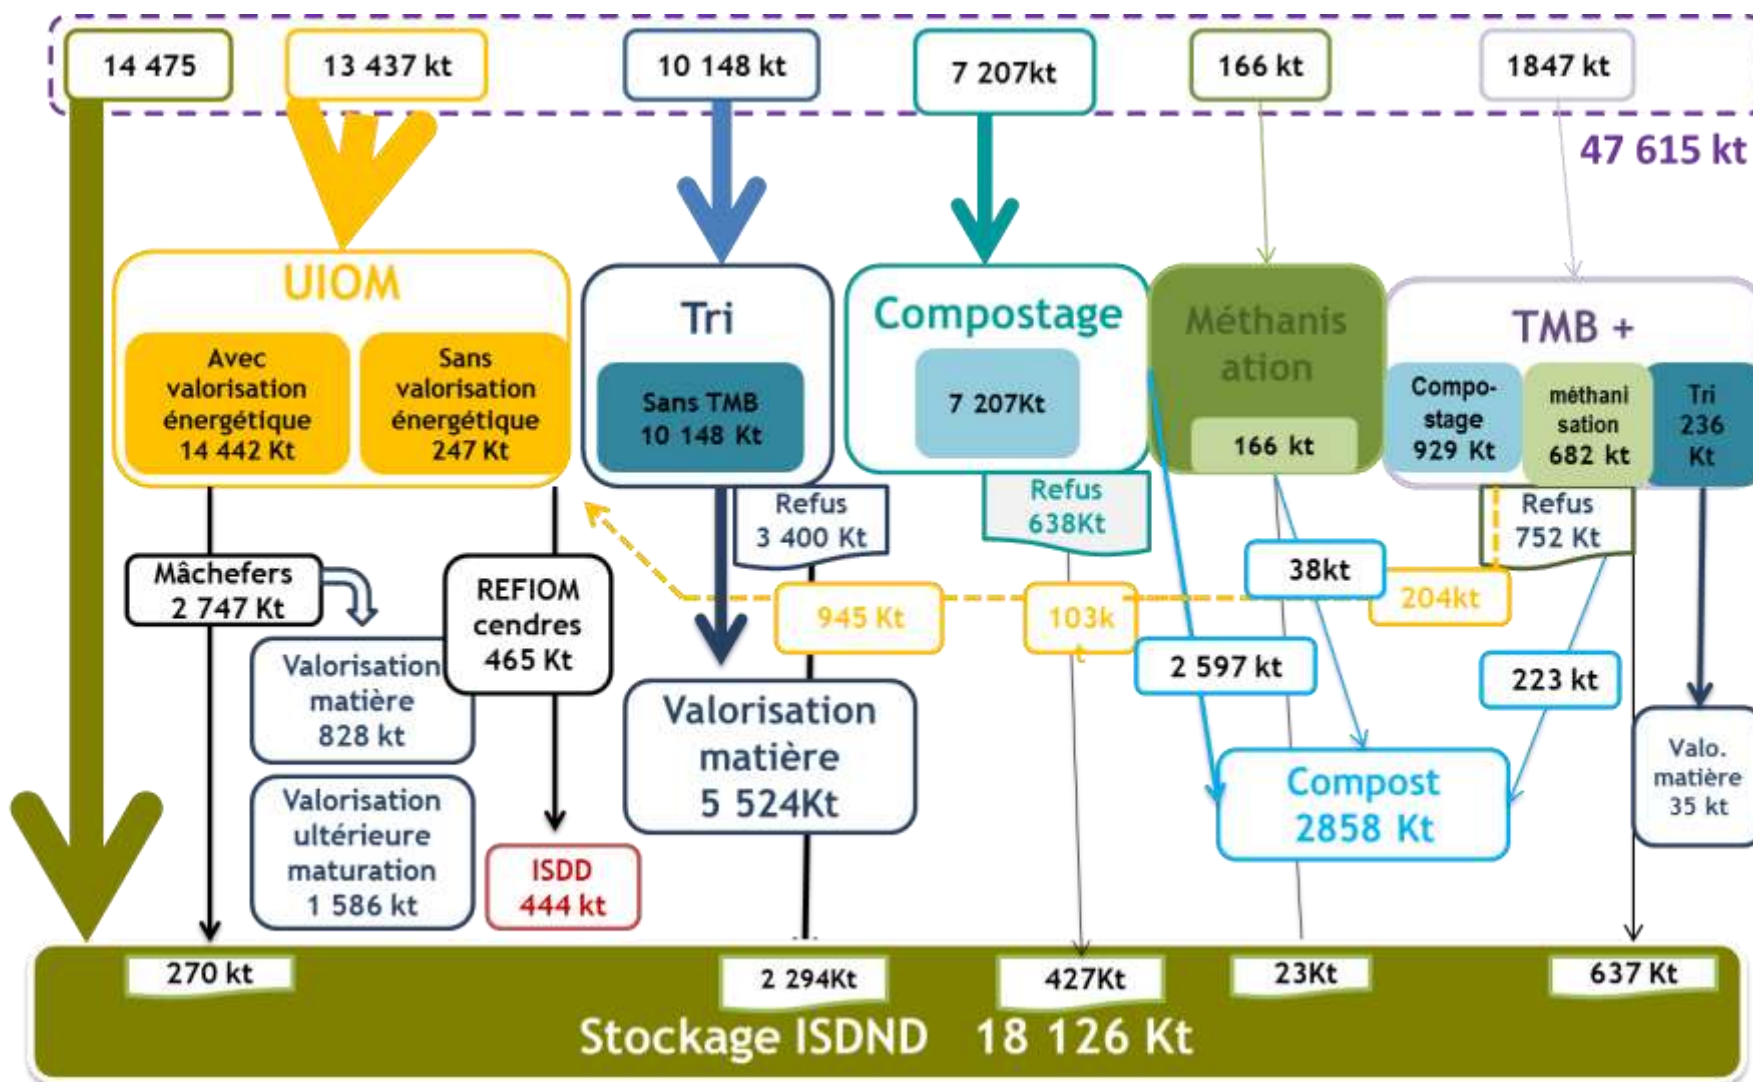 14 475
13 437 kt
10 148 kt
7 207kt
166 kt
1847 kt
47 615 kt
UIOM
Avec
valorisation
énergétique
14 442 Kt
Sans
valorisation
énergétique
247 Kt
Tri
Sans TMB
10 148 Kt
Compostage
7 207Kt
Méthanis
ation
166 kt
TMB +
Compo-
stage
929 Kt
méthani
sation
682 kt
Tri
236
Kt
Refus
3 400 Kt
Refus
638Kt
Refus
752 Kt
Mâchefers
2 747 Kt
REFIOM
cendres
465 Kt
945 Kt
103k
t
38kt
204kt
Valorisation
matière
828 kt
2 597 kt
223 kt
Valorisation
matière
5 524Kt
Valo.
matière
35 kt
Valorisation
ultérieure
maturation
1 586 kt
ISDD
444 kt
Compost
2858 Kt
270 kt
2 294Kt
427Kt
23Kt
637 Kt
Stockage ISDND 18 126 Kt